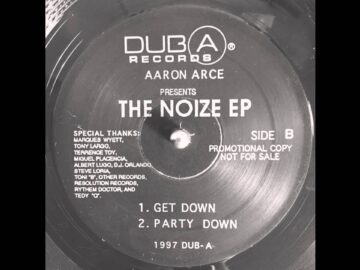 DUB A ®
RECORDS
AARON ARCE
PRESENTS
THE NOIZE EP
SPECIAL THANKS:
MARQUES WYETT,
TONY LARGO,
TERRENCE TOY,
MIGUEL PLACENCIA,
ALBERT LUGO, D.J. ORLANDO,
STEVE LORIA,
TONI "B", OTHER RECORDS,
RESOLUTION RECORDS,
RYTHEM DOCTOR, AND
TEDY "Q".
SIDE B
PROMOTIONAL COPY
NOT FOR SALE
1. GET DOWN
2. PARTY DOWN
1997 DUB-A